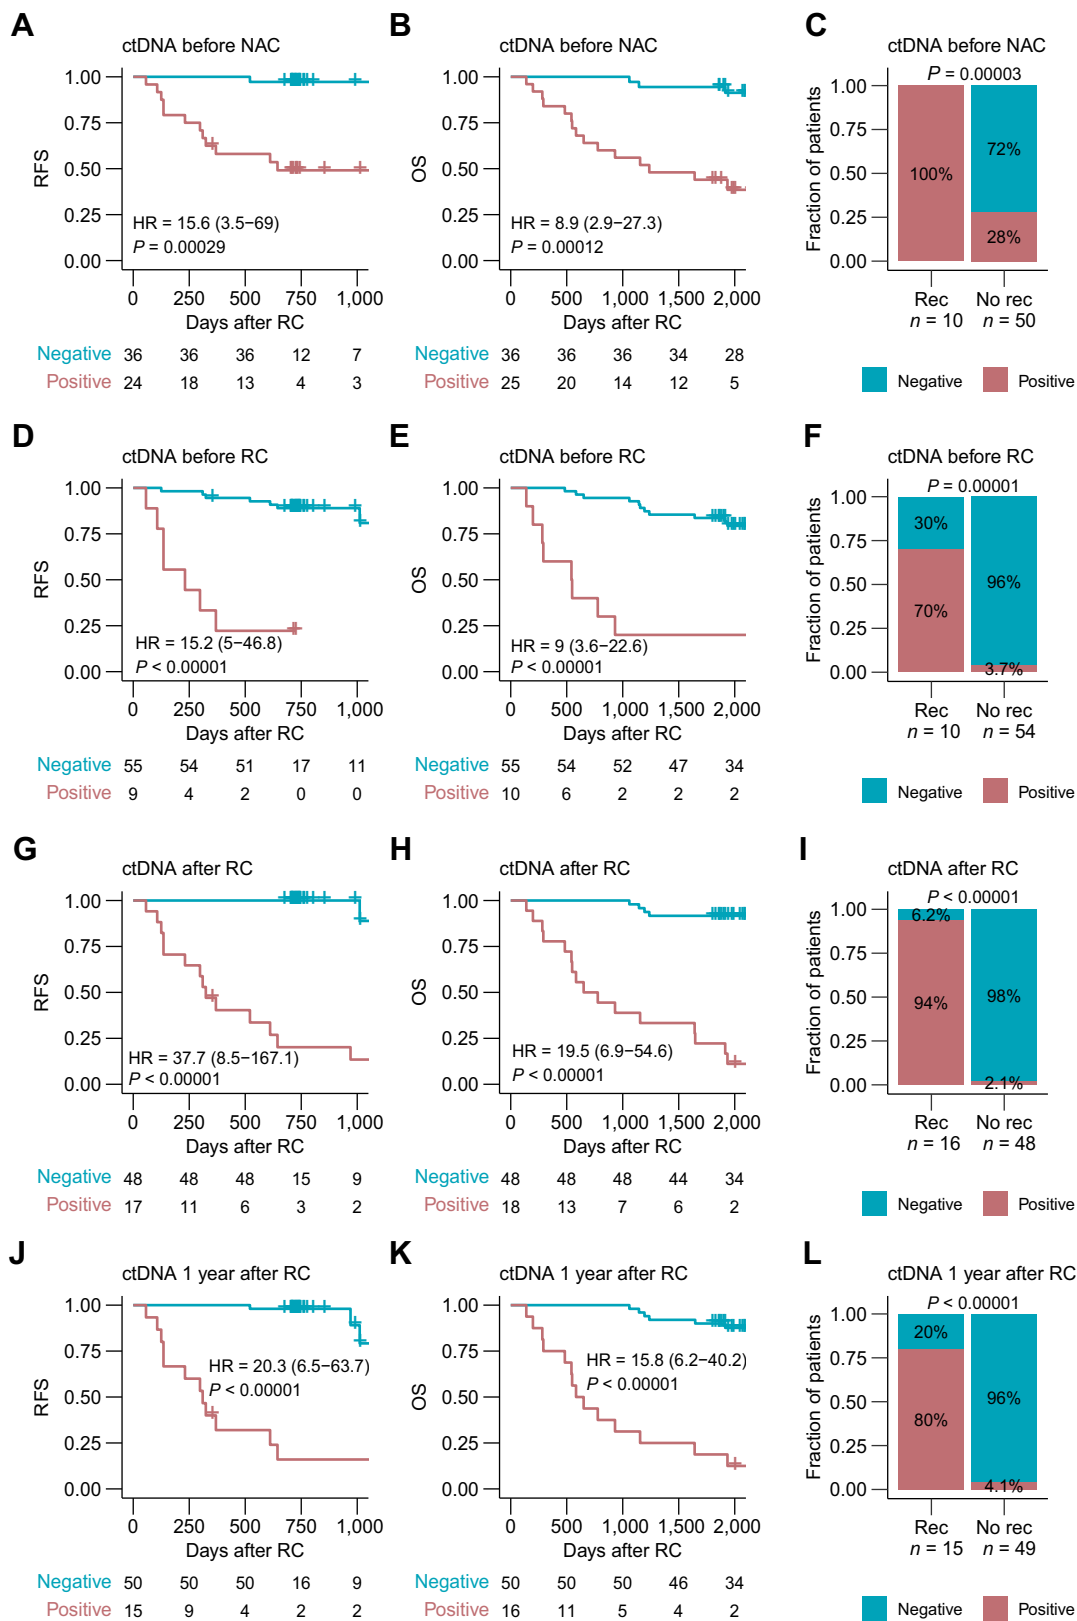 A
ctDNA before NAC
1.00
0.75
0.50
0.25
0.00
RFS
HR = 15.6 (3.5–69)
P = 0.00029
0 250 500 750 1,000
Days after RC
Negative 36 36 36 12 7
Positive 24 18 13 4 3
B
ctDNA before NAC
1.00
0.75
0.50
0.25
0.00
OS
HR = 8.9 (2.9–27.3)
P = 0.00012
0 500 1,000 1,500 2,000
Days after RC
Negative 36 36 36 34 28
Positive 25 20 14 12 5
C
ctDNA before NAC
P = 0.00003
1.00
0.75
0.50
0.25
0.00
Fraction of patients
100%
72%
28%
Rec No rec
n = 10 n = 50
Negative Positive
D
ctDNA before RC
1.00
0.75
0.50
0.25
0.00
RFS
HR = 15.2 (5–46.8)
P < 0.00001
0 250 500 750 1,000
Days after RC
Negative 55 54 51 17 11
Positive 9 4 2 0 0
E
ctDNA before RC
1.00
0.75
0.50
0.25
0.00
OS
HR = 9 (3.6–22.6)
P < 0.00001
0 500 1,000 1,500 2,000
Days after RC
Negative 55 54 52 47 34
Positive 10 6 2 2 2
F
ctDNA before RC
P = 0.00001
1.00
0.75
0.50
0.25
0.00
Fraction of patients
30%
70%
96%
3.7%
Rec No rec
n = 10 n = 54
Negative Positive
G
ctDNA after RC
1.00
0.75
0.50
0.25
0.00
RFS
HR = 37.7 (8.5–167.1)
P < 0.00001
0 250 500 750 1,000
Days after RC
Negative 48 48 48 15 9
Positive 17 11 6 3 2
H
ctDNA after RC
1.00
0.75
0.50
0.25
0.00
OS
HR = 19.5 (6.9–54.6)
P < 0.00001
0 500 1,000 1,500 2,000
Days after RC
Negative 48 48 48 44 34
Positive 18 13 7 6 2
I
ctDNA after RC
P < 0.00001
1.00
0.75
0.50
0.25
0.00
Fraction of patients
6.2%
94%
98%
2.1%
Rec No rec
n = 16 n = 48
Negative Positive
J
ctDNA 1 year after RC
1.00
0.75
0.50
0.25
0.00
RFS
HR = 20.3 (6.5–63.7)
P < 0.00001
0 250 500 750 1,000
Days after RC
Negative 50 50 50 16 9
Positive 15 9 4 2 2
K
ctDNA 1 year after RC
1.00
0.75
0.50
0.25
0.00
OS
HR = 15.8 (6.2–40.2)
P < 0.00001
0 500 1,000 1,500 2,000
Days after RC
Negative 50 50 50 46 34
Positive 16 11 5 4 2
L
ctDNA 1 year after RC
P < 0.00001
1.00
0.75
0.50
0.25
0.00
Fraction of patients
20%
80%
96%
4.1%
Rec No rec
n = 15 n = 49
Negative Positive